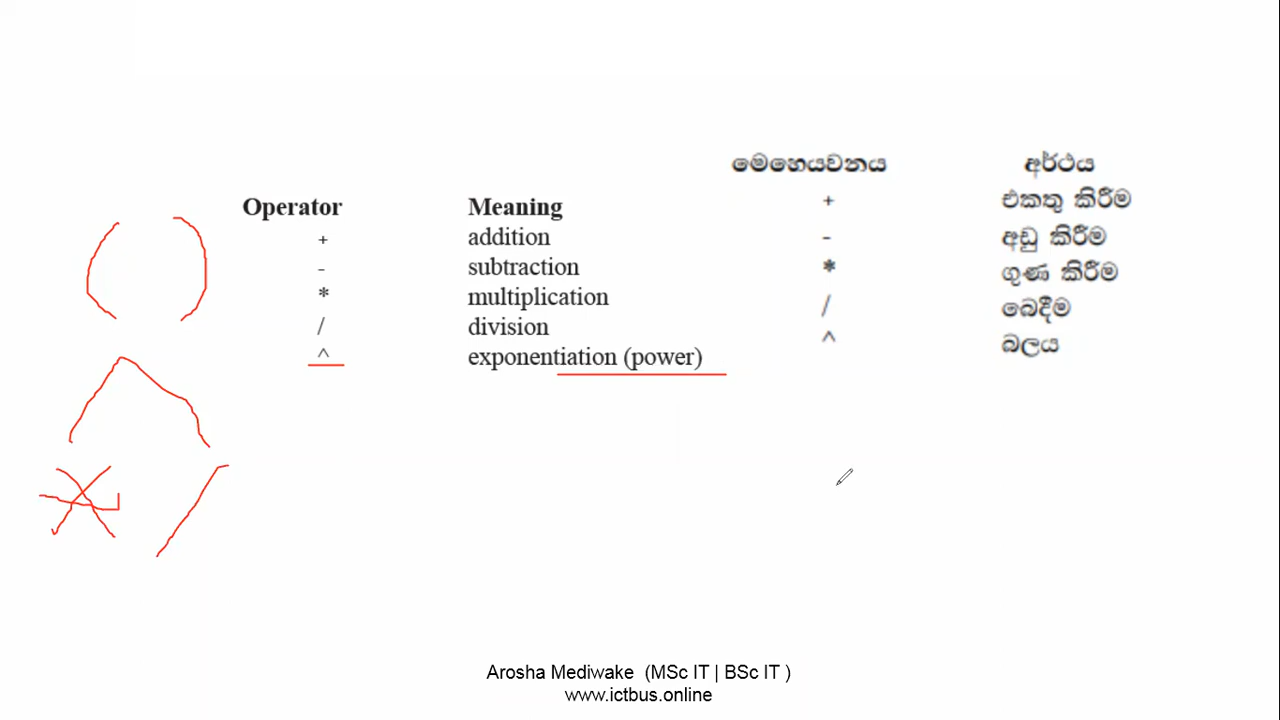 Operator Meaning
+ addition
- subtraction
* multiplication
/ division
^ exponentiation (power)
මෙහෙයවනය අර්ථය
+ එකතු කිරීම
- අඩු කිරීම
* ගුණ කිරීම
/ බෙදීම
^ බලය
( )
^
* /
Arosha Mediwake (MSc IT | BSc IT )
www.ictbus.online